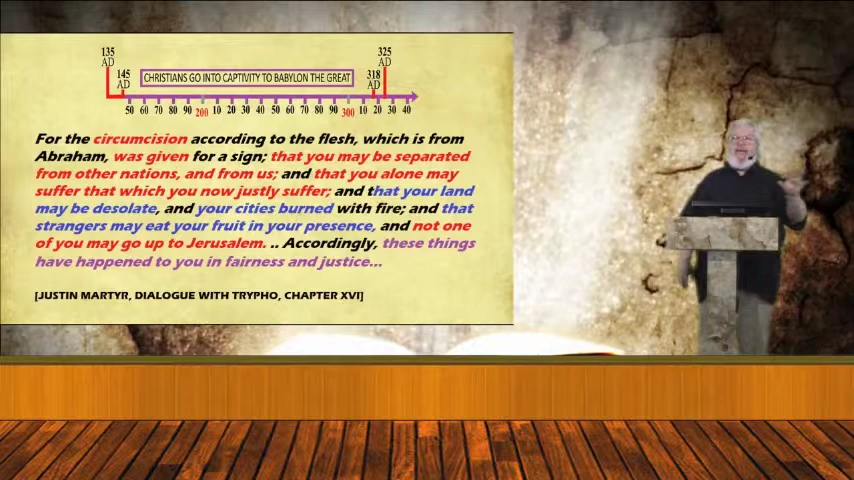 135
AD
325
AD
145
AD
CHRISTIANS GO INTO CAPTIVITY TO BABYLON THE GREAT
318
AD
50 60 70 80 90 200 10 20 30 40 50 60 70 80 90 300 10 20 30 40
For the circumcision according to the flesh, which is from
Abraham, was given for a sign; that you may be separated
from other nations, and from us; and that you alone may
suffer that which you now justly suffer; and that your land
may be desolate, and your cities burned with fire; and that
strangers may eat your fruit in your presence, and not one
of you may go up to Jerusalem. .. Accordingly, these things
have happened to you in fairness and justice...
[JUSTIN MARTYR, DIALOGUE WITH TRYPHO, CHAPTER XVI]